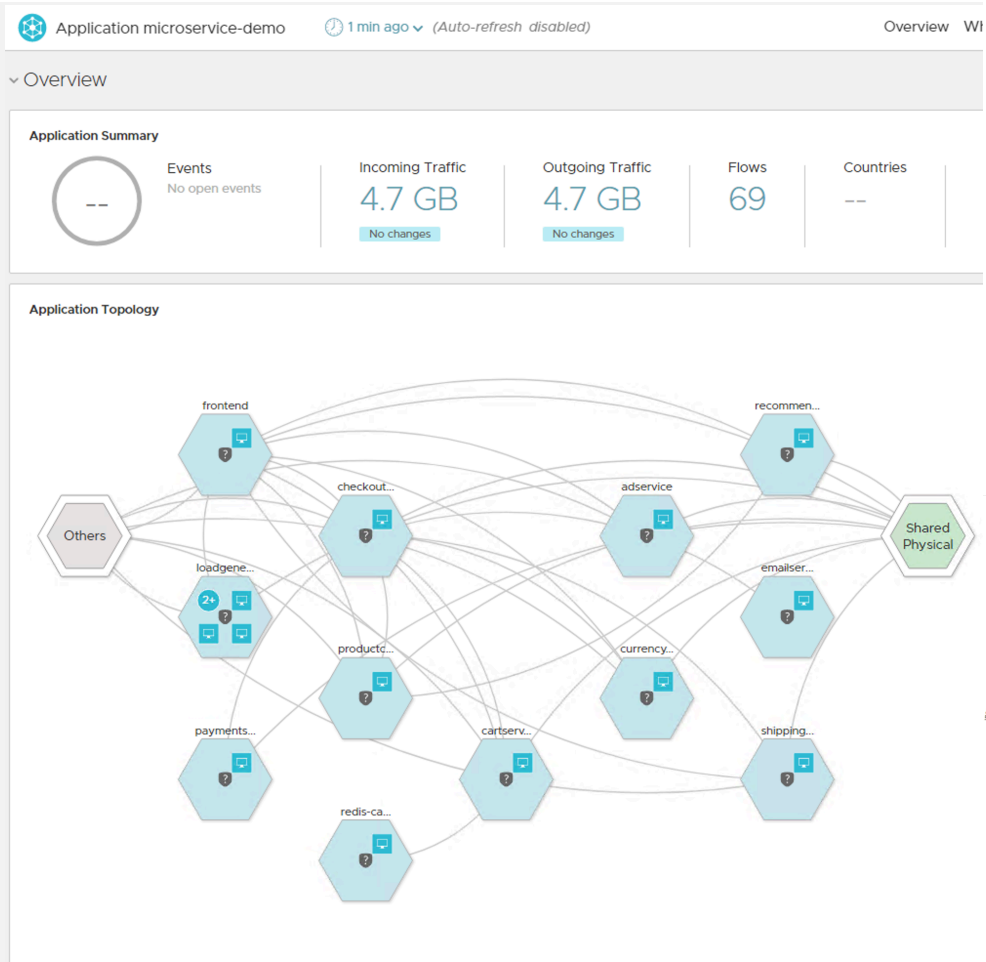 Application microservice-demo
1 min ago
(Auto-refresh disabled)
Overview
Wh
Overview
Application Summary
--
Events
No open events
Incoming Traffic
4.7 GB
No changes
Outgoing Traffic
4.7 GB
No changes
Flows
69
Countries
--
Application Topology
frontend
?
recommen...
?
checkout...
?
adservice
?
Others
Shared
Physical
loadgene...
2+
?
emailser...
?
productc...
?
currency...
?
payments...
?
cartserv...
?
shipping...
?
redis-ca...
?